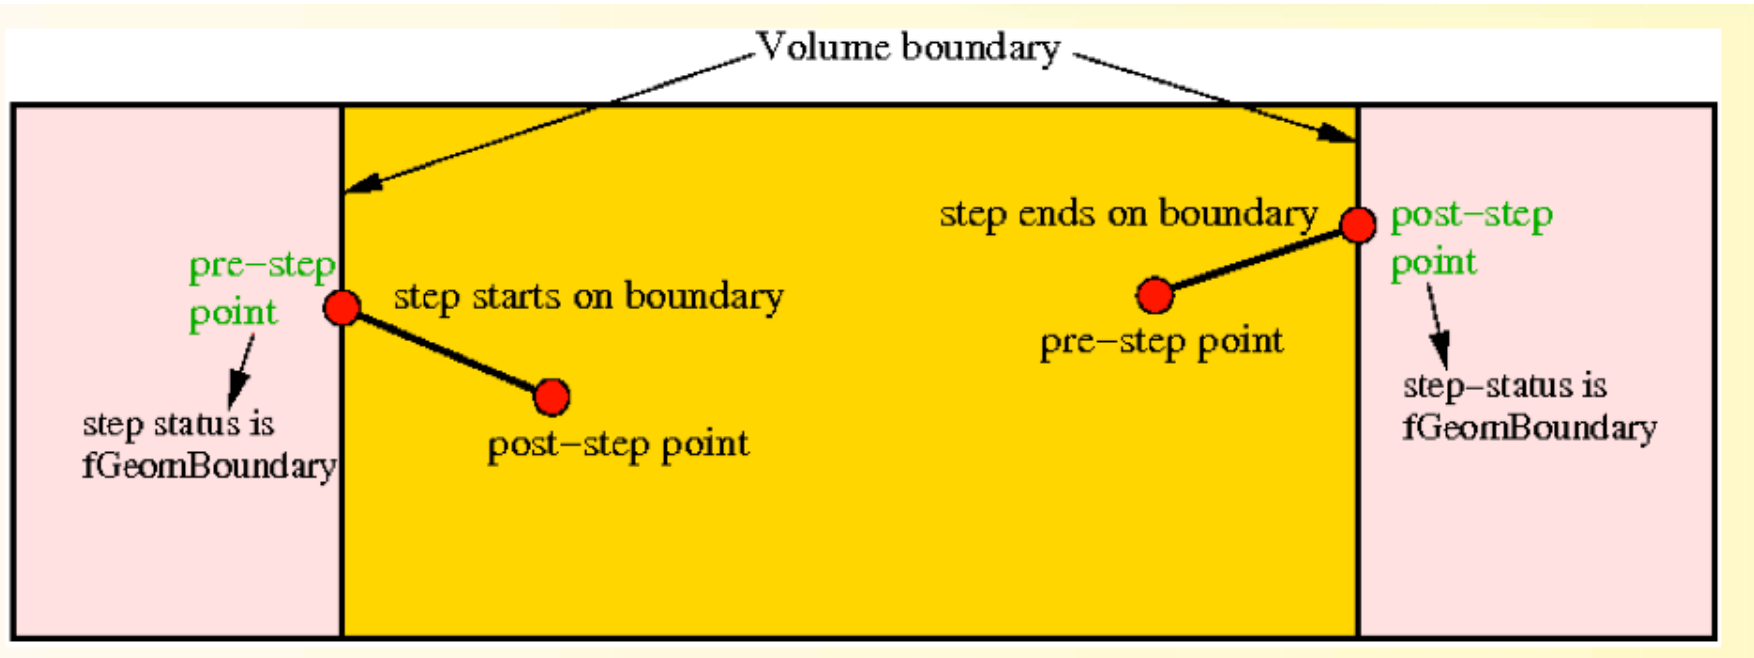 Volume boundary
pre-step
point
step starts on boundary
post-step point
step status is
fGeomBoundary
step ends on boundary
pre-step point
post-step
point
step-status is
fGeomBoundary